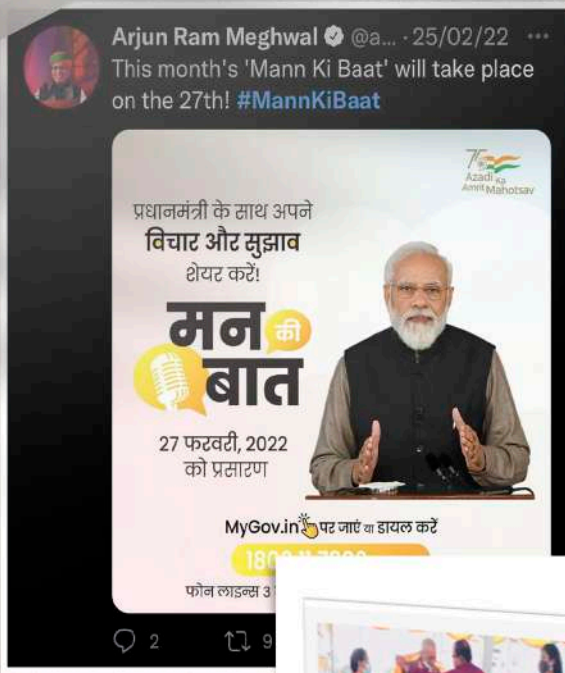 Arjun Ram Meghwal @a... · 25/02/22 ...
This month's 'Mann Ki Baat' will take place
on the 27th! #MannKiBaat
75
Azadi Ka
Amrit Mahotsav
प्रधानमंत्री के साथ अपने
विचार और सुझाव
शेयर करें!
मन की
बात
27 फरवरी, 2022
को प्रसारण
MyGov.in पर जाएं या डायल करें
फोन लाइन्स 3
2 9